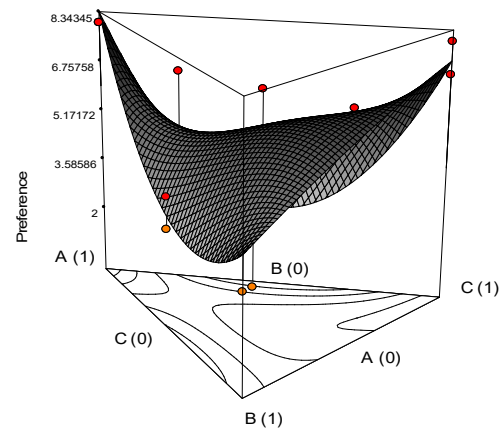 8.34345
6.75758
5.17172
3.58586
2
Preference
A (1)
B (0)
C (1)
C (0)
A (0)
B (1)